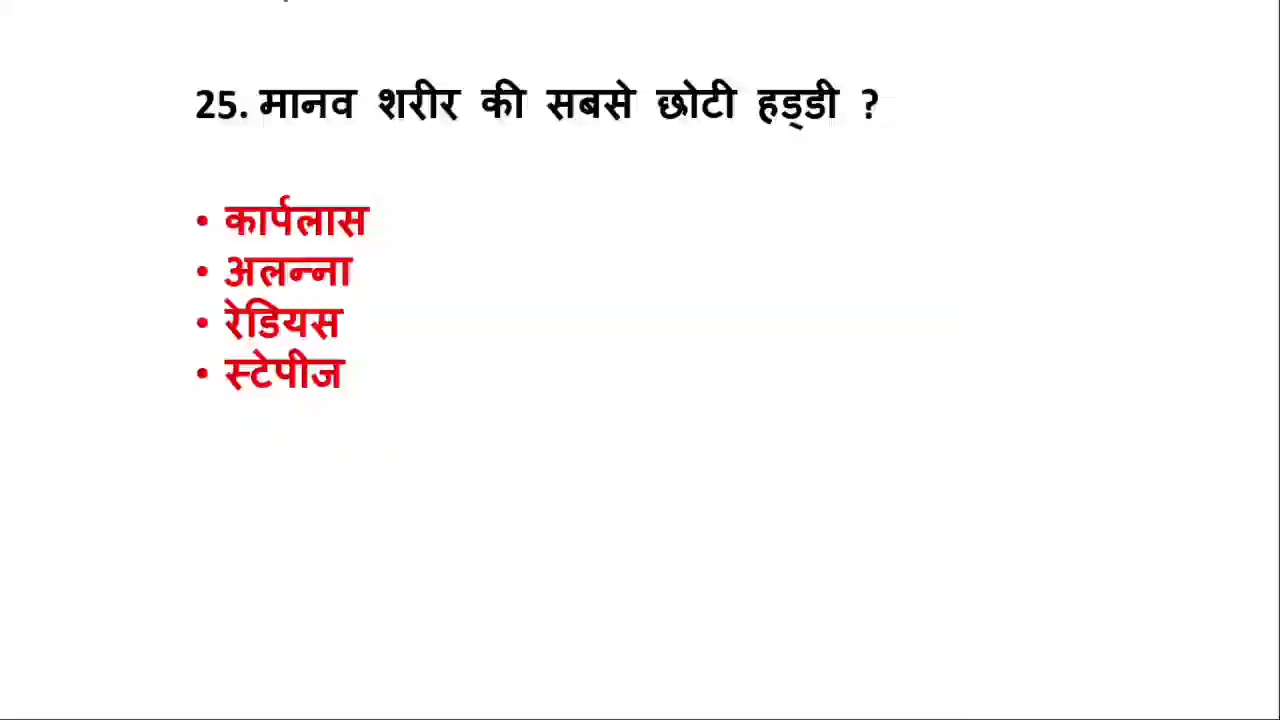 25. मानव शरीर की सबसे छोटी हड्डी ?
• कार्पलास
• अलन्ना
• रेडियस
• स्टेपीज